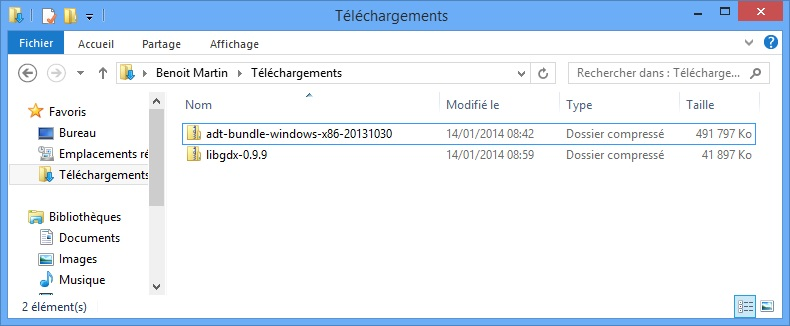 Téléchargements
Fichier Accueil Partage Affichage
Benoit Martin Téléchargements Rechercher dans : Télécharge...
Nom Modifié le Type Taille
adt-bundle-windows-x86-20131030 14/01/2014 08:42 Dossier compressé 491 797 Ko
libgdx-0.9.9 14/01/2014 08:59 Dossier compressé 41 897 Ko
Favoris
Bureau
Emplacements ré
Téléchargements
Bibliothèques
Documents
Images
Musique
2 élément(s)